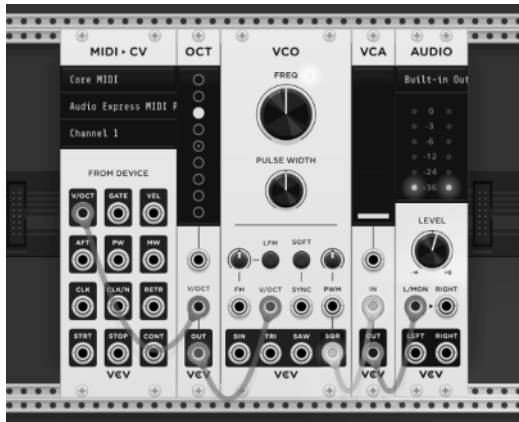 MIDI▸CV
Core MIDI
Audio Express MIDI P
Channel 1
FROM DEVICE
V/OCT GATE VEL
AFT PW MW
CLK CLK/N RETR
STRT STOP CONT
VCV
OCT
V/OCT
OUT
VCV
VCO
FREQ
PULSE WIDTH
LFM SOFT
FM V/OCT SYNC PWM
SIN TRI SAW SQR
VCV
VCA
IN
OUT
VCV
AUDIO
Built-in Out
0
-3
-6
-12
-24
-36
LEVEL
-∞ +6
L/MON ▸ RIGHT
LEFT RIGHT
VCV